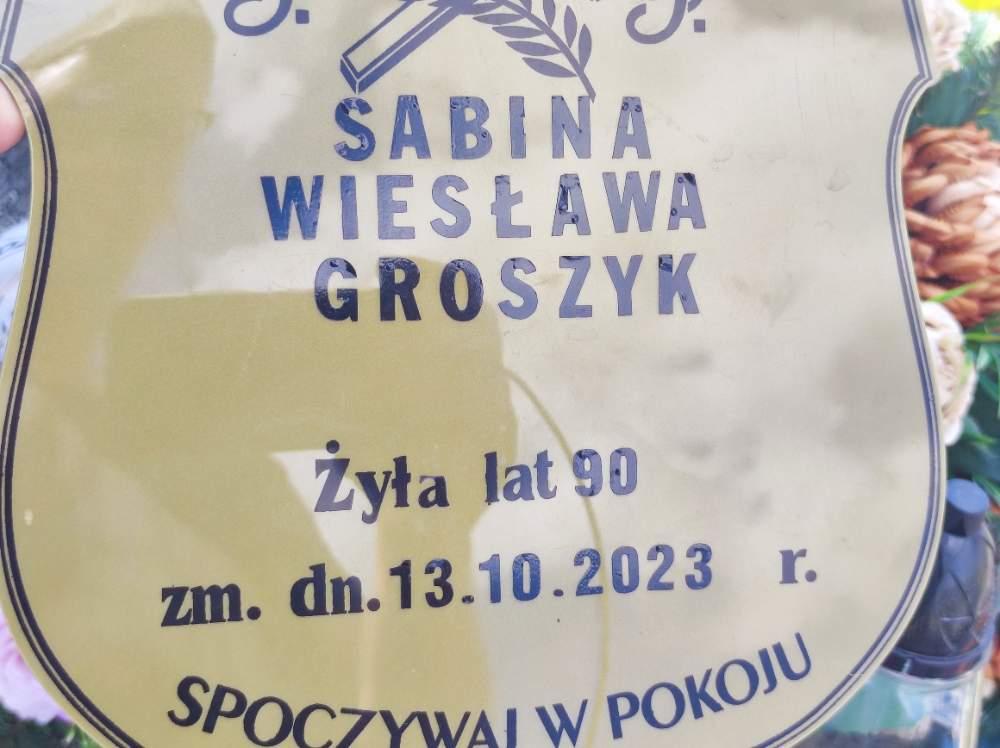 Ś. P.
SABINA
WIESŁAWA
GROSZYK
Żyła lat 90
zm. dn. 13.10.2023 r.
SPOCZYWAJ W POKOJU